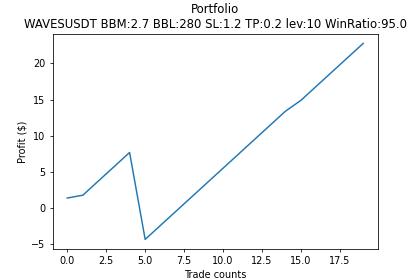 Portfolio
WAVESUSDT BBM:2.7 BBL:280 SL:1.2 TP:0.2 lev:10 WinRatio:95.0
20
15
10
5
0
−5
Profit ($)
0.0 2.5 5.0 7.5 10.0 12.5 15.0 17.5
Trade counts